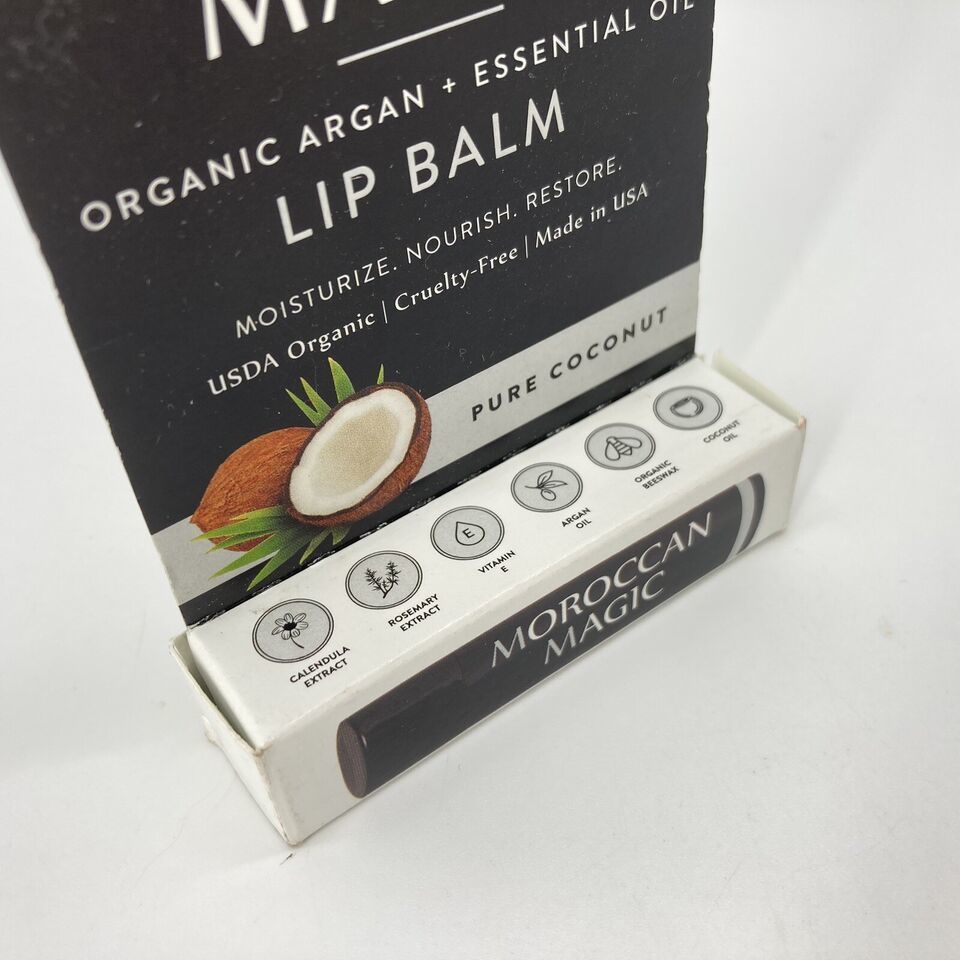 ORGANIC ARGAN + ESSENTIAL OIL
LIP BALM
MOISTURIZE. NOURISH. RESTORE.
USDA Organic | Cruelty-Free | Made in USA
PURE COCONUT
CALENDULA
EXTRACT
ROSEMARY
EXTRACT
E
VITAMIN
E
ARGAN
OIL
ORGANIC
BEESWAX
COCONUT
OIL
MOROCCAN
MAGIC